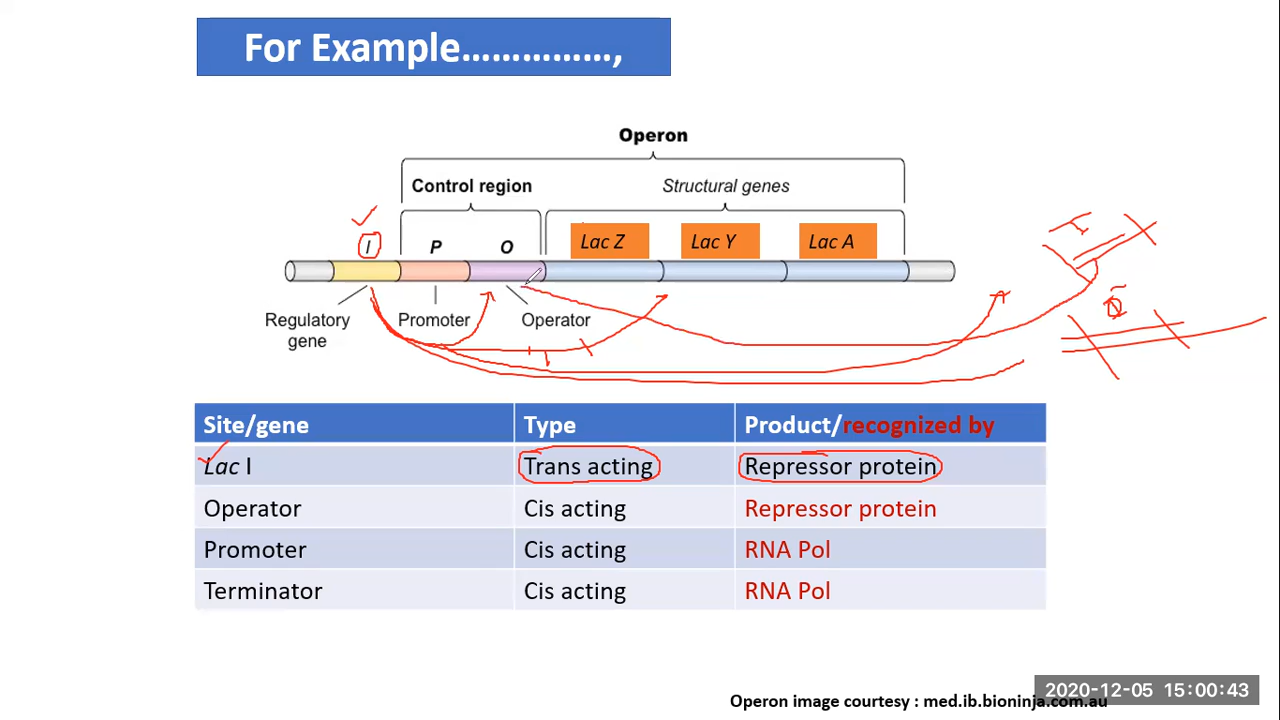 For Example……………,
Operon
Control region
Structural genes
I P O Lac Z Lac Y Lac A
Regulatory gene
Promoter
Operator
Site/gene Type Product/recognized by
Lac I Trans acting Repressor protein
Operator Cis acting Repressor protein
Promoter Cis acting RNA Pol
Terminator Cis acting RNA Pol
2020-12-05 15:00:43
Operon image courtesy : med.ib.bioninja.com.au